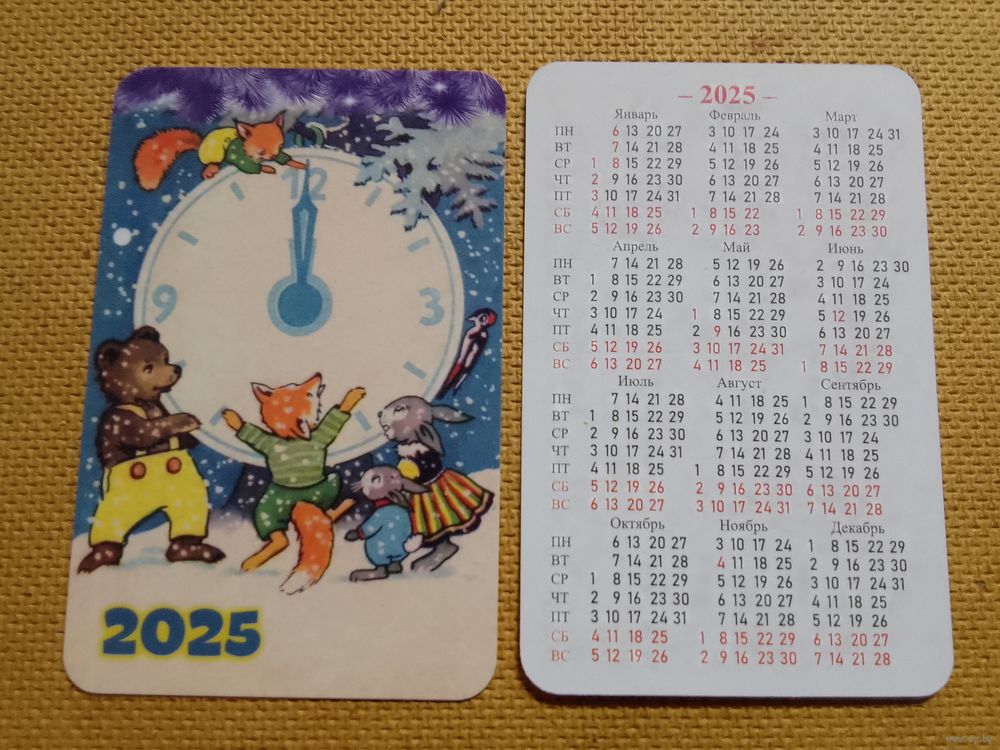 12
9
3
2025
– 2025 –
Январь Февраль Март
ПН 6 13 20 27 3 10 17 24 3 10 17 24 31
ВТ 7 14 21 28 4 11 18 25 4 11 18 25
СР 1 8 15 22 29 5 12 19 26 5 12 19 26
ЧТ 2 9 16 23 30 6 13 20 27 6 13 20 27
ПТ 3 10 17 24 31 7 14 21 28 7 14 21 28
СБ 4 11 18 25 1 8 15 22 1 8 15 22 29
ВС 5 12 19 26 2 9 16 23 2 9 16 23 30
Апрель Май Июнь
ПН 7 14 21 28 5 12 19 26 2 9 16 23 30
ВТ 1 8 15 22 29 6 13 20 27 3 10 17 24
СР 2 9 16 23 30 7 14 21 28 4 11 18 25
ЧТ 3 10 17 24 1 8 15 22 29 5 12 19 26
ПТ 4 11 18 25 2 9 16 23 30 6 13 20 27
СБ 5 12 19 26 3 10 17 24 31 7 14 21 28
ВС 6 13 20 27 4 11 18 25 1 8 15 22 29
Июль Август Сентябрь
ПН 7 14 21 28 4 11 18 25 1 8 15 22 29
ВТ 1 8 15 22 29 5 12 19 26 2 9 16 23 30
СР 2 9 16 23 30 6 13 20 27 3 10 17 24
ЧТ 3 10 17 24 31 7 14 21 28 4 11 18 25
ПТ 4 11 18 25 1 8 15 22 29 5 12 19 26
СБ 5 12 19 26 2 9 16 23 30 6 13 20 27
ВС 6 13 20 27 3 10 17 24 31 7 14 21 28
Октябрь Ноябрь Декабрь
ПН 6 13 20 27 3 10 17 24 1 8 15 22 29
ВТ 7 14 21 28 4 11 18 25 2 9 16 23 30
СР 1 8 15 22 29 5 12 19 26 3 10 17 24 31
ЧТ 2 9 16 23 30 6 13 20 27 4 11 18 25
ПТ 3 10 17 24 31 7 14 21 28 5 12 19 26
СБ 4 11 18 25 1 8 15 22 29 6 13 20 27
ВС 5 12 19 26 2 9 16 23 30 7 14 21 28
www.ay.by